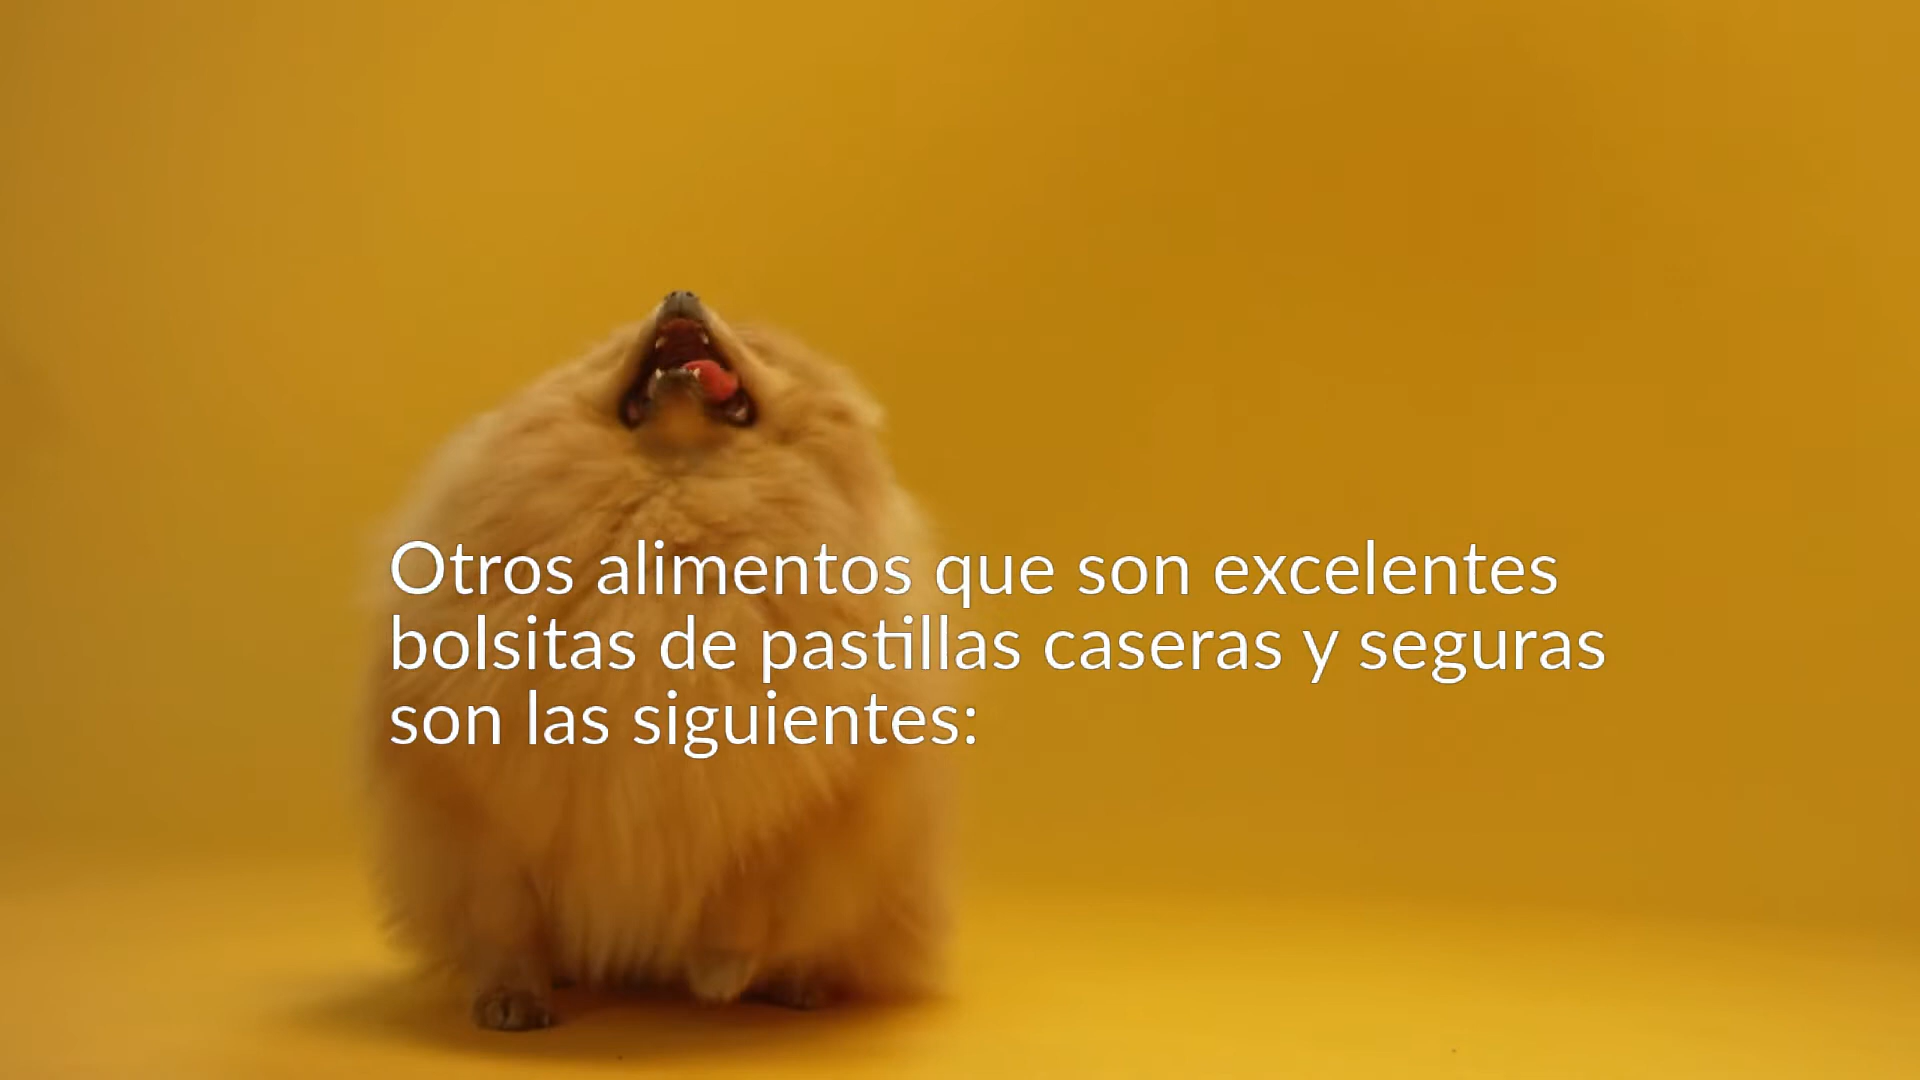 Otros alimentos que son excelentes
bolsitas de pastillas caseras y seguras
son las siguientes: